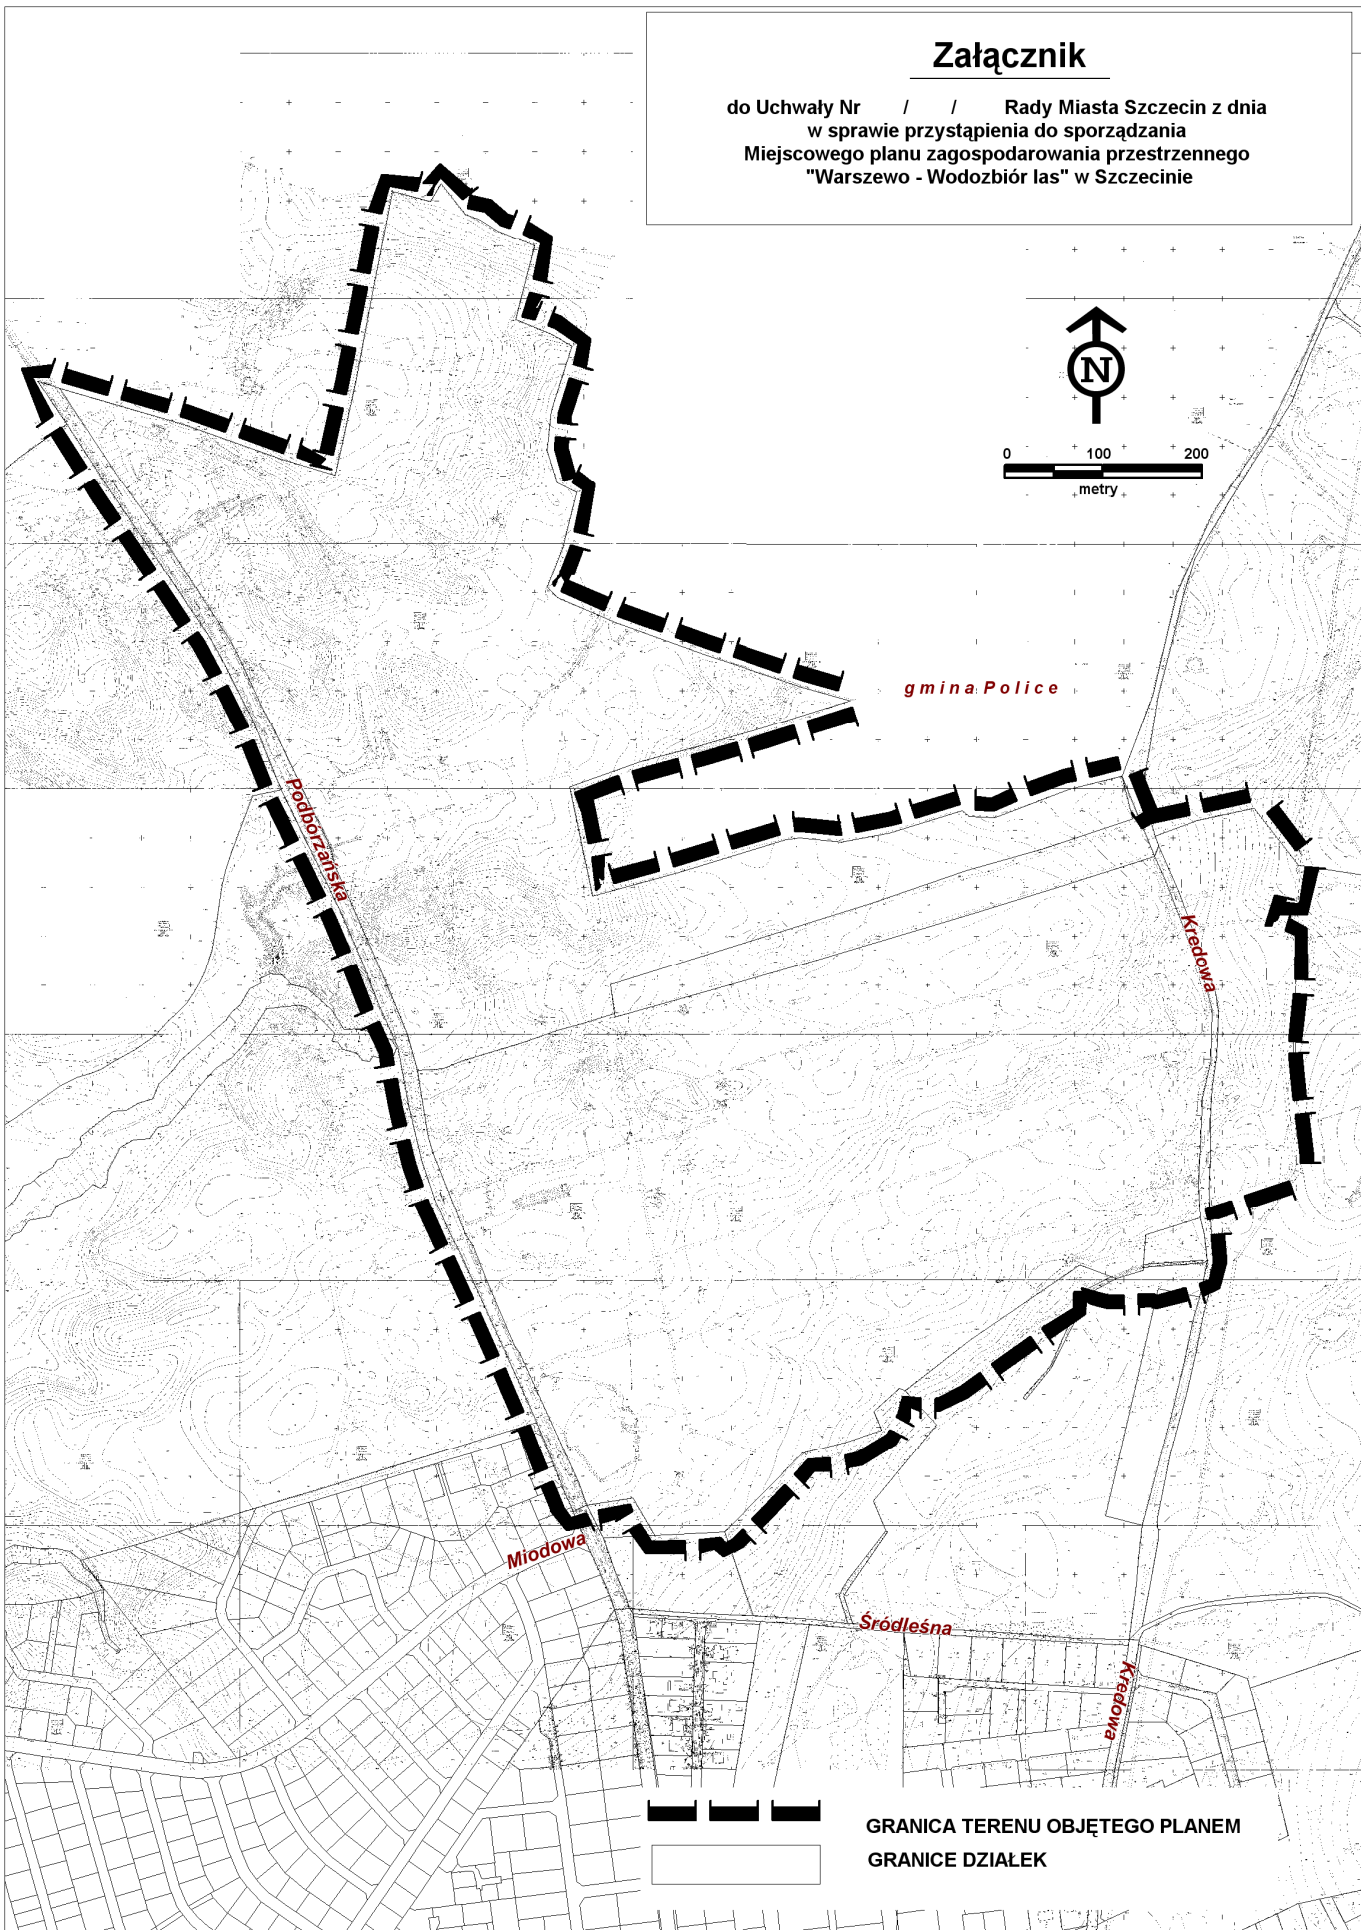 Załącznik
do Uchwały Nr / / Rady Miasta Szczecin z dnia
w sprawie przystąpienia do sporządzania
Miejscowego planu zagospodarowania przestrzennego
"Warszewo - Wodozbiór las" w Szczecinie
N
0 100 200
metry
gmina Police
Podbórzańska
Kredowa
Miodowa
Śródleśna
Kredowa
GRANICA TERENU OBJĘTEGO PLANEM
GRANICE DZIAŁEK